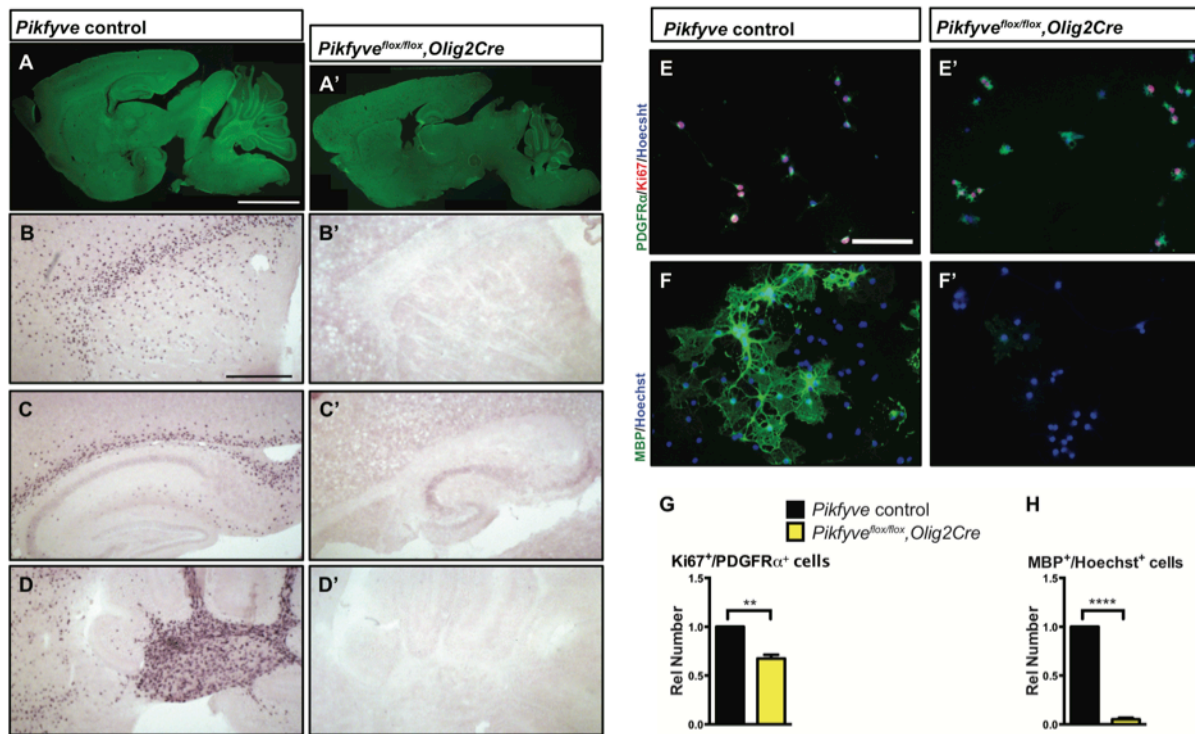 Pikfyve control
Pikfyveflox/flox,Olig2Cre
A
A'
B
B'
C
C'
D
D'
Pikfyve control
Pikfyveflox/flox,Olig2Cre
PDGFRα/Ki67/Hoecsht
E
E'
MBP/Hoechst
F
F'
G
Pikfyve control
Pikfyveflox/flox,Olig2Cre
H
Ki67+/PDGFRα+ cells
Rel Number
1.5
1.0
0.5
0.0
**
MBP+/Hoechst+ cells
Rel Number
1.5
1.0
0.5
0.0
****